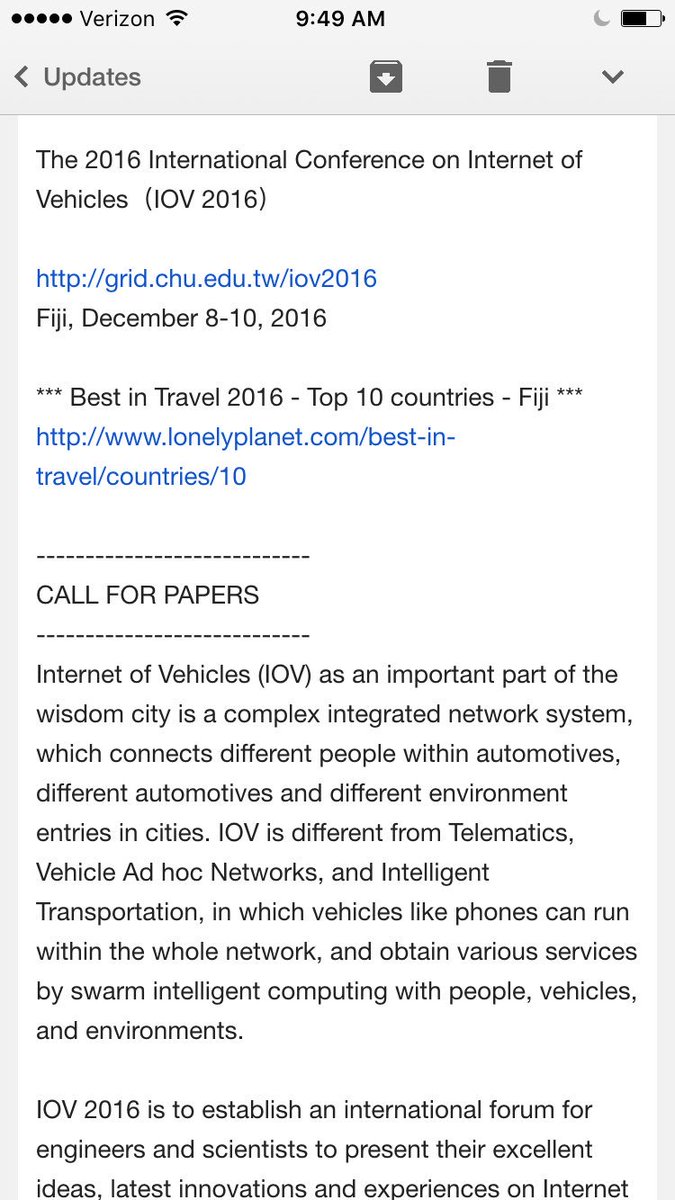 Verizon 9:49 AM
Updates
The 2016 International Conference on Internet of
Vehicles（IOV 2016）
http://grid.chu.edu.tw/iov2016
Fiji, December 8-10, 2016
*** Best in Travel 2016 - Top 10 countries - Fiji ***
http://www.lonelyplanet.com/best-in-
travel/countries/10
----------------------------
CALL FOR PAPERS
----------------------------
Internet of Vehicles (IOV) as an important part of the
wisdom city is a complex integrated network system,
which connects different people within automotives,
different automotives and different environment
entries in cities. IOV is different from Telematics,
Vehicle Ad hoc Networks, and Intelligent
Transportation, in which vehicles like phones can run
within the whole network, and obtain various services
by swarm intelligent computing with people, vehicles,
and environments.
IOV 2016 is to establish an international forum for
engineers and scientists to present their excellent
ideas, latest innovations and experiences on Internet